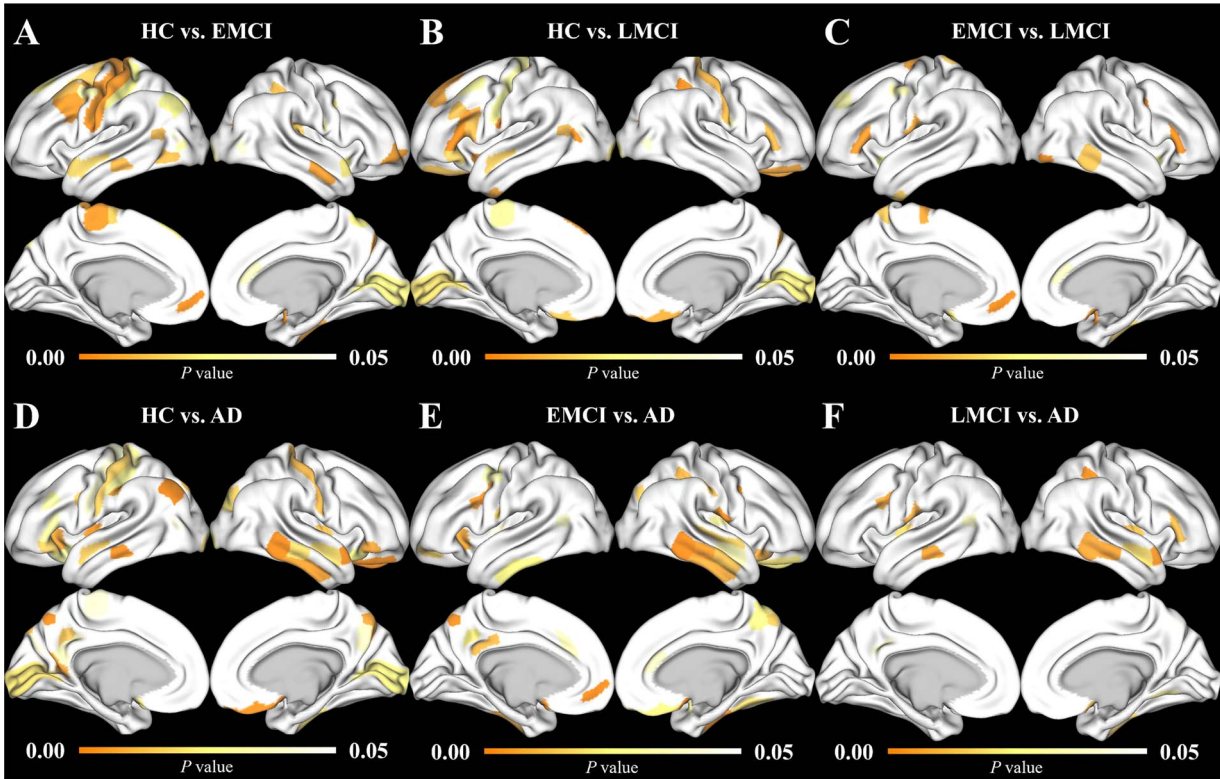 A HC vs. EMCI
B HC vs. LMCI
C EMCI vs. LMCI
0.00 0.05
P value
0.00 0.05
P value
0.00 0.05
P value
D HC vs. AD
E EMCI vs. AD
F LMCI vs. AD
0.00 0.05
P value
0.00 0.05
P value
0.00 0.05
P value